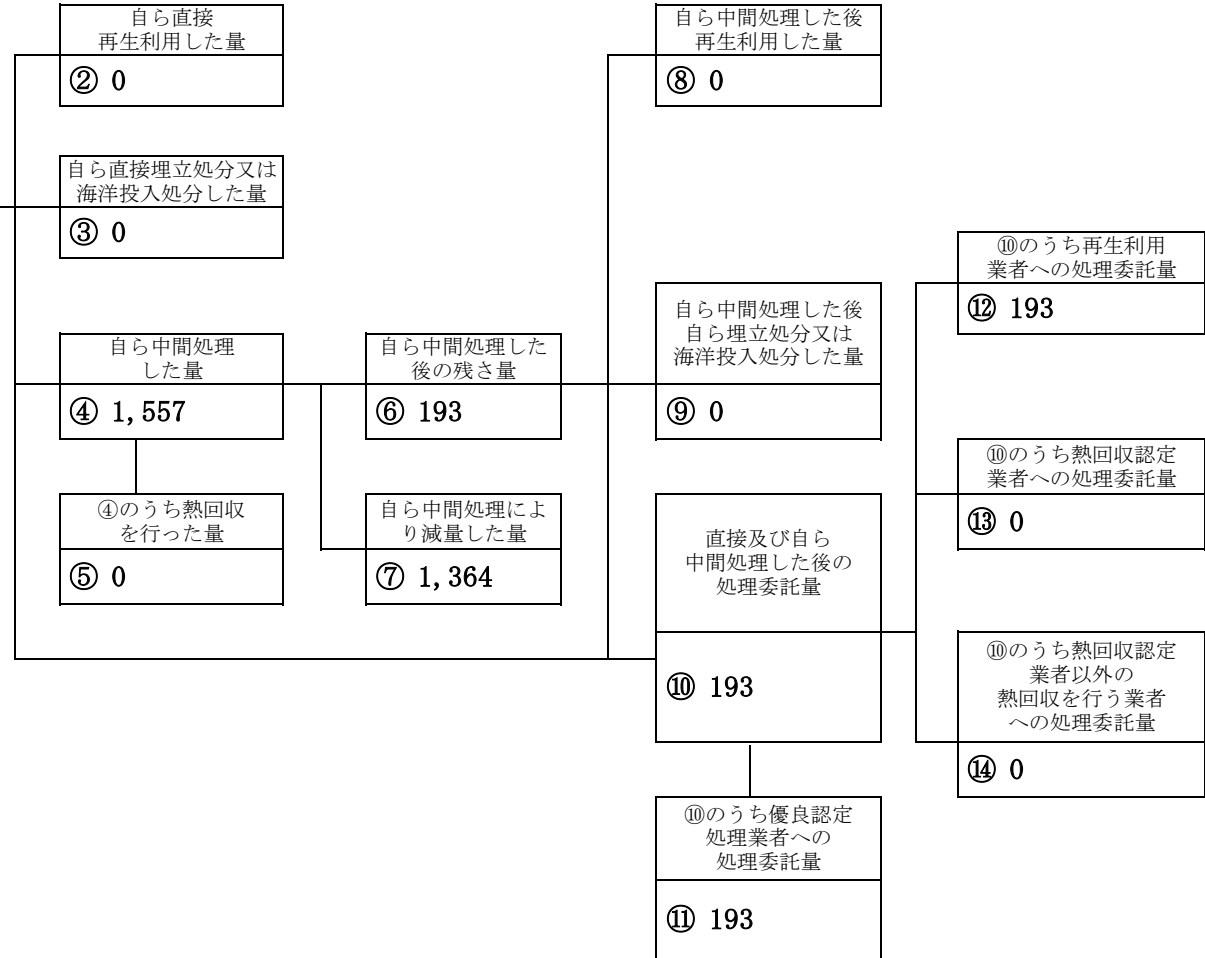 自ら直接
再生利用した量
② 0
自ら直接埋立処分又は
海洋投入処分した量
③ 0
自ら中間処理
した量
④ 1,557
④のうち熱回収
を行った量
⑤ 0
自ら中間処理した
後の残さ量
⑥ 193
自ら中間処理によ
り減量した量
⑦ 1,364
自ら中間処理した後
再生利用した量
⑧ 0
自ら中間処理した後
自ら埋立処分又は
海洋投入処分した量
⑨ 0
直接及び自ら
中間処理した後の
処理委託量
⑩ 193
⑩のうち優良認定
処理業者への
処理委託量
⑪ 193
⑩のうち再生利用
業者への処理委託量
⑫ 193
⑩のうち熱回収認定
業者への処理委託量
⑬ 0
⑩のうち熱回収認定
業者以外の
熱回収を行う業者
への処理委託量
⑭ 0